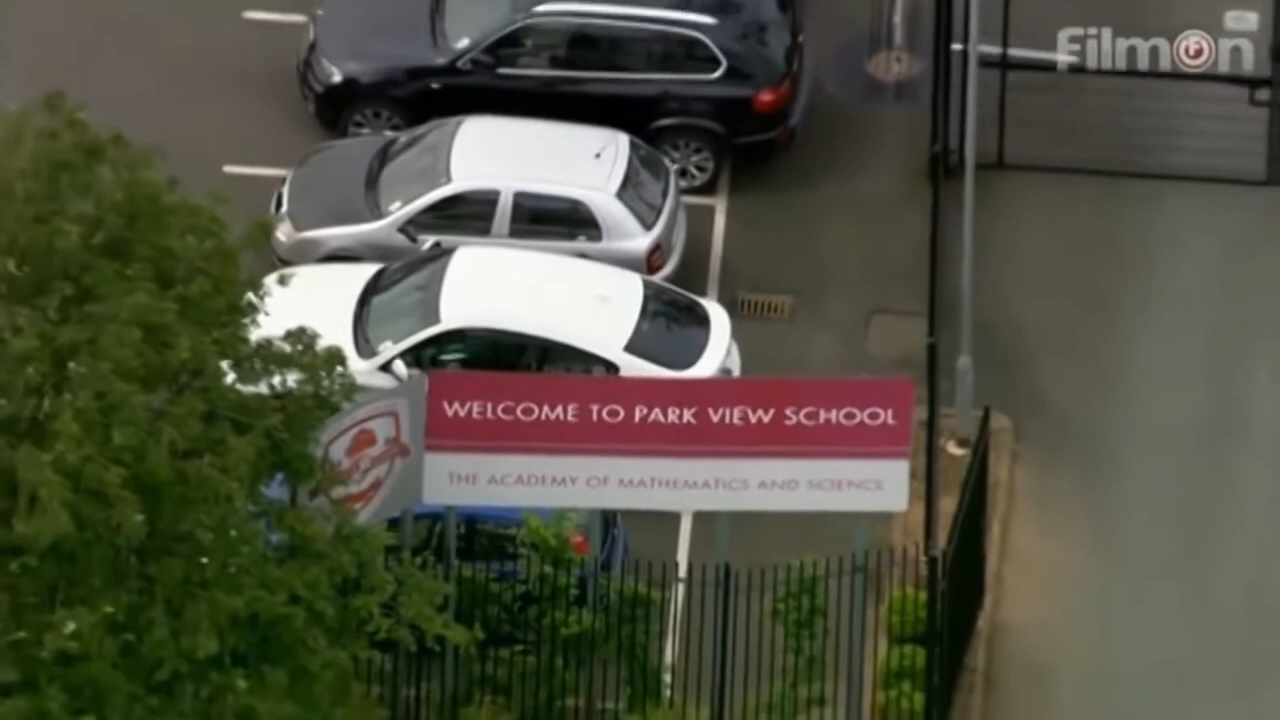 FilmOn
WELCOME TO PARK VIEW SCHOOL
THE ACADEMY OF MATHEMATICS AND SCIENCE